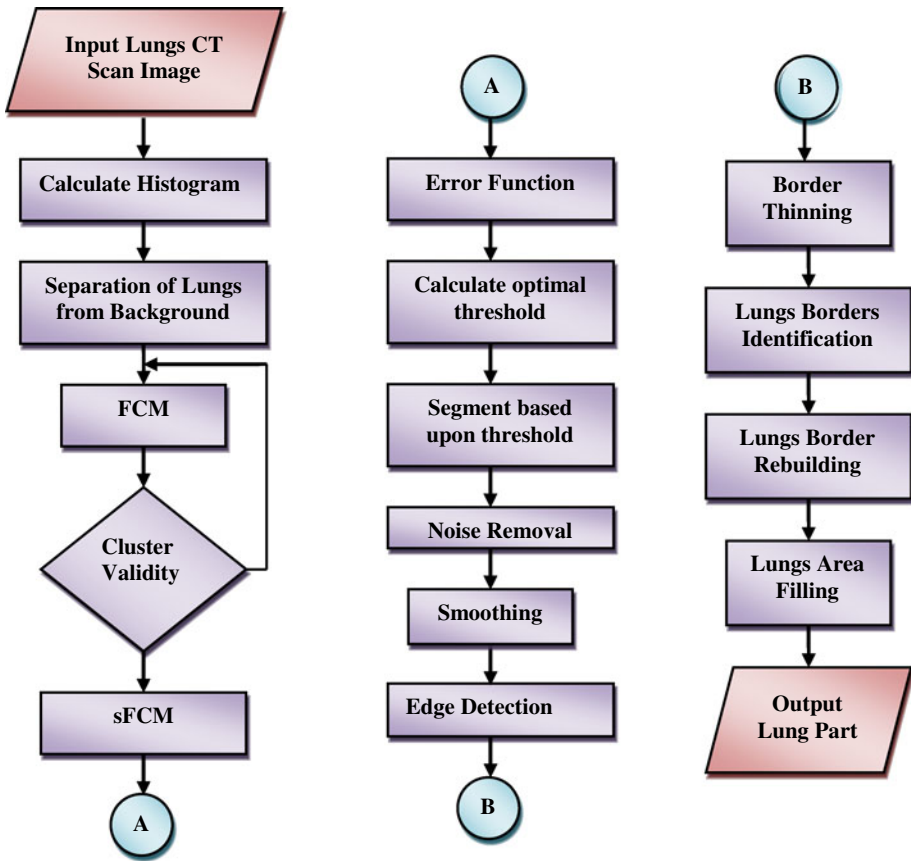 Input Lungs CT
Scan Image
Calculate Histogram
Separation of Lungs
from Background
FCM
Cluster
Validity
sFCM
A
A
Error Function
Calculate optimal
threshold
Segment based
upon threshold
Noise Removal
Smoothing
Edge Detection
B
B
Border
Thinning
Lungs Borders
Identification
Lungs Border
Rebuilding
Lungs Area
Filling
Output
Lung Part